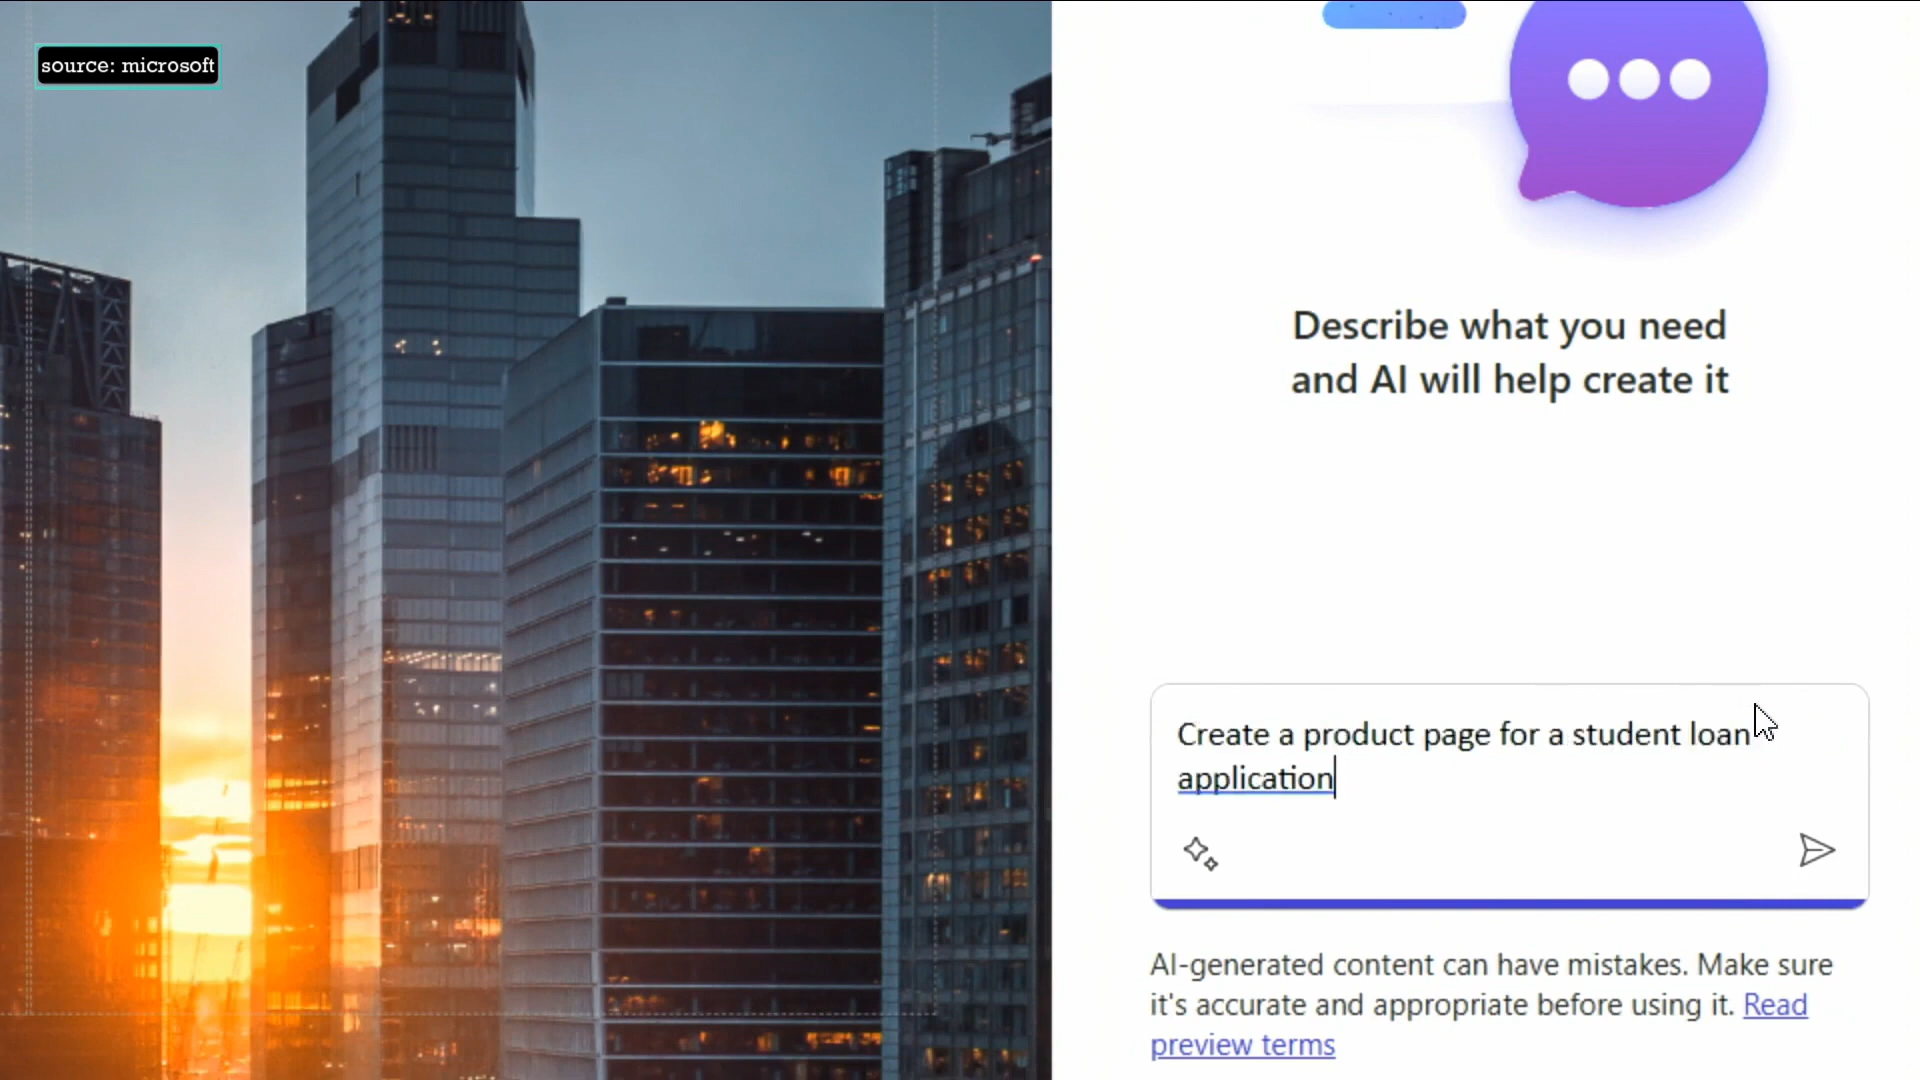 source: microsoft
Describe what you need
and AI will help create it
Create a product page for a student loan
application
AI-generated content can have mistakes. Make sure
it's accurate and appropriate before using it. Read
preview terms